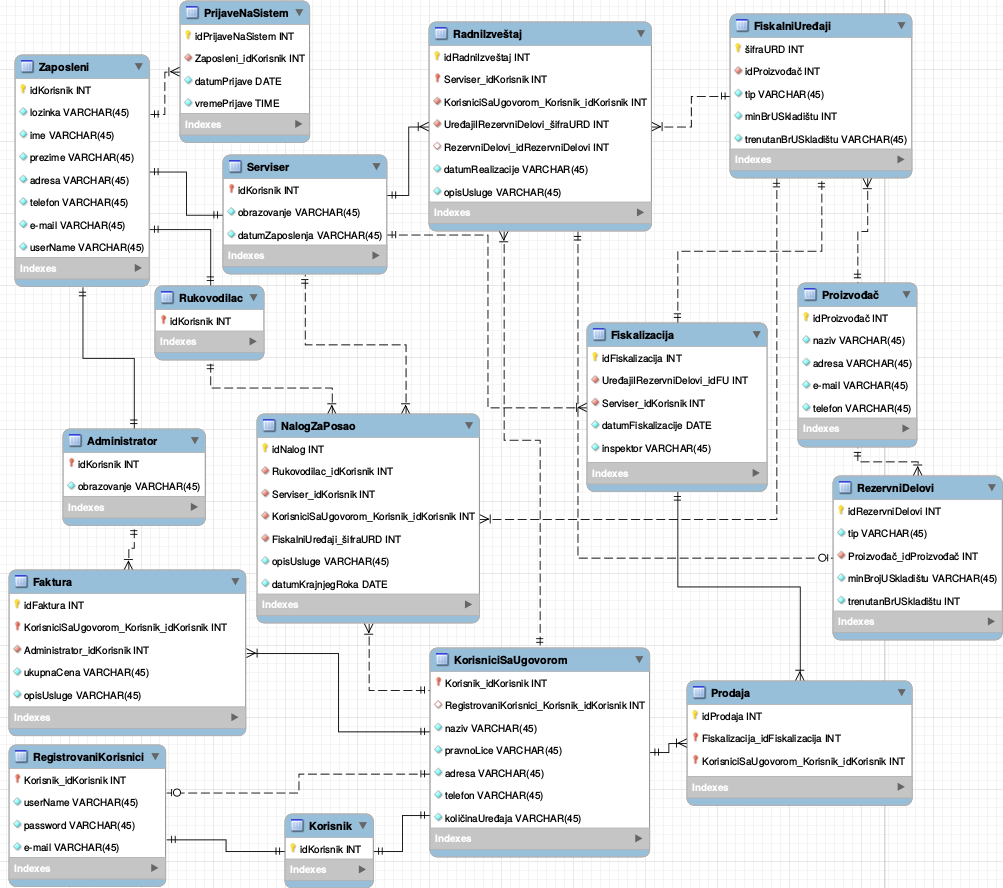 PrijaveNaSistem
idPrijaveNaSistem INT
Zaposleni_idKorisnik INT
datumPrijave DATE
vremePrijave TIME
Indexes
Zaposleni
idKorisnik INT
lozinka VARCHAR(45)
ime VARCHAR(45)
prezime VARCHAR(45)
adresa VARCHAR(45)
telefon VARCHAR(45)
e-mail VARCHAR(45)
userName VARCHAR(45)
Indexes
RadniIzveštaj
idRadniIzveštaj INT
Serviser_idKorisnik INT
KorisniciSaUgovorom_Korisnik_idKorisnik INT
UređajiIRezervniDelovi_šifraURD INT
RezervniDelovi_idRezervniDelovi INT
datumRealizacije VARCHAR(45)
opisUsluge VARCHAR(45)
Indexes
FiskalniUređaji
šifraURD INT
idProizvođač INT
tip VARCHAR(45)
minBrUSkladištu INT
trenutanBrUSkladištu VARCHAR(45)
Indexes
Serviser
idKorisnik INT
obrazovanje VARCHAR(45)
datumZaposlenja VARCHAR(45)
Indexes
Rukovodilac
idKorisnik INT
Indexes
Proizvođač
idProizvođač INT
naziv VARCHAR(45)
adresa VARCHAR(45)
e-mail VARCHAR(45)
telefon VARCHAR(45)
Indexes
Fiskalizacija
idFiskalizacija INT
UređajiIRezervniDelovi_idFU INT
Serviser_idKorisnik INT
datumFiskalizacije DATE
inspektor VARCHAR(45)
Indexes
NalogZaPosao
idNalog INT
Rukovodilac_idKorisnik INT
Serviser_idKorisnik INT
KorisniciSaUgovorom_Korisnik_idKorisnik INT
FiskalniUređaji_šifraURD INT
opisUsluge VARCHAR(45)
datumKrajnjegRoka DATE
Indexes
Administrator
idKorisnik INT
obrazovanje VARCHAR(45)
Indexes
RezervniDelovi
idRezervniDelovi INT
tip VARCHAR(45)
Proizvođač_idProizvođač INT
minBrojUSkladištu VARCHAR(45)
trenutanBrUSkladištu INT
Indexes
Faktura
idFaktura INT
KorisniciSaUgovorom_Korisnik_idKorisnik INT
Administrator_idKorisnik INT
ukupnaCena VARCHAR(45)
opisUsluge VARCHAR(45)
Indexes
KorisniciSaUgovorom
Korisnik_idKorisnik INT
RegistrovaniKorisnici_Korisnik_idKorisnik INT
naziv VARCHAR(45)
pravnoLice VARCHAR(45)
adresa VARCHAR(45)
telefon VARCHAR(45)
količinaUređaja VARCHAR(45)
Indexes
Prodaja
idProdaja INT
Fiskalizacija_idFiskalizacija INT
KorisniciSaUgovorom_Korisnik_idKorisnik INT
Indexes
RegistrovaniKorisnici
Korisnik_idKorisnik INT
userName VARCHAR(45)
password VARCHAR(45)
e-mail VARCHAR(45)
Indexes
Korisnik
idKorisnik INT
Indexes